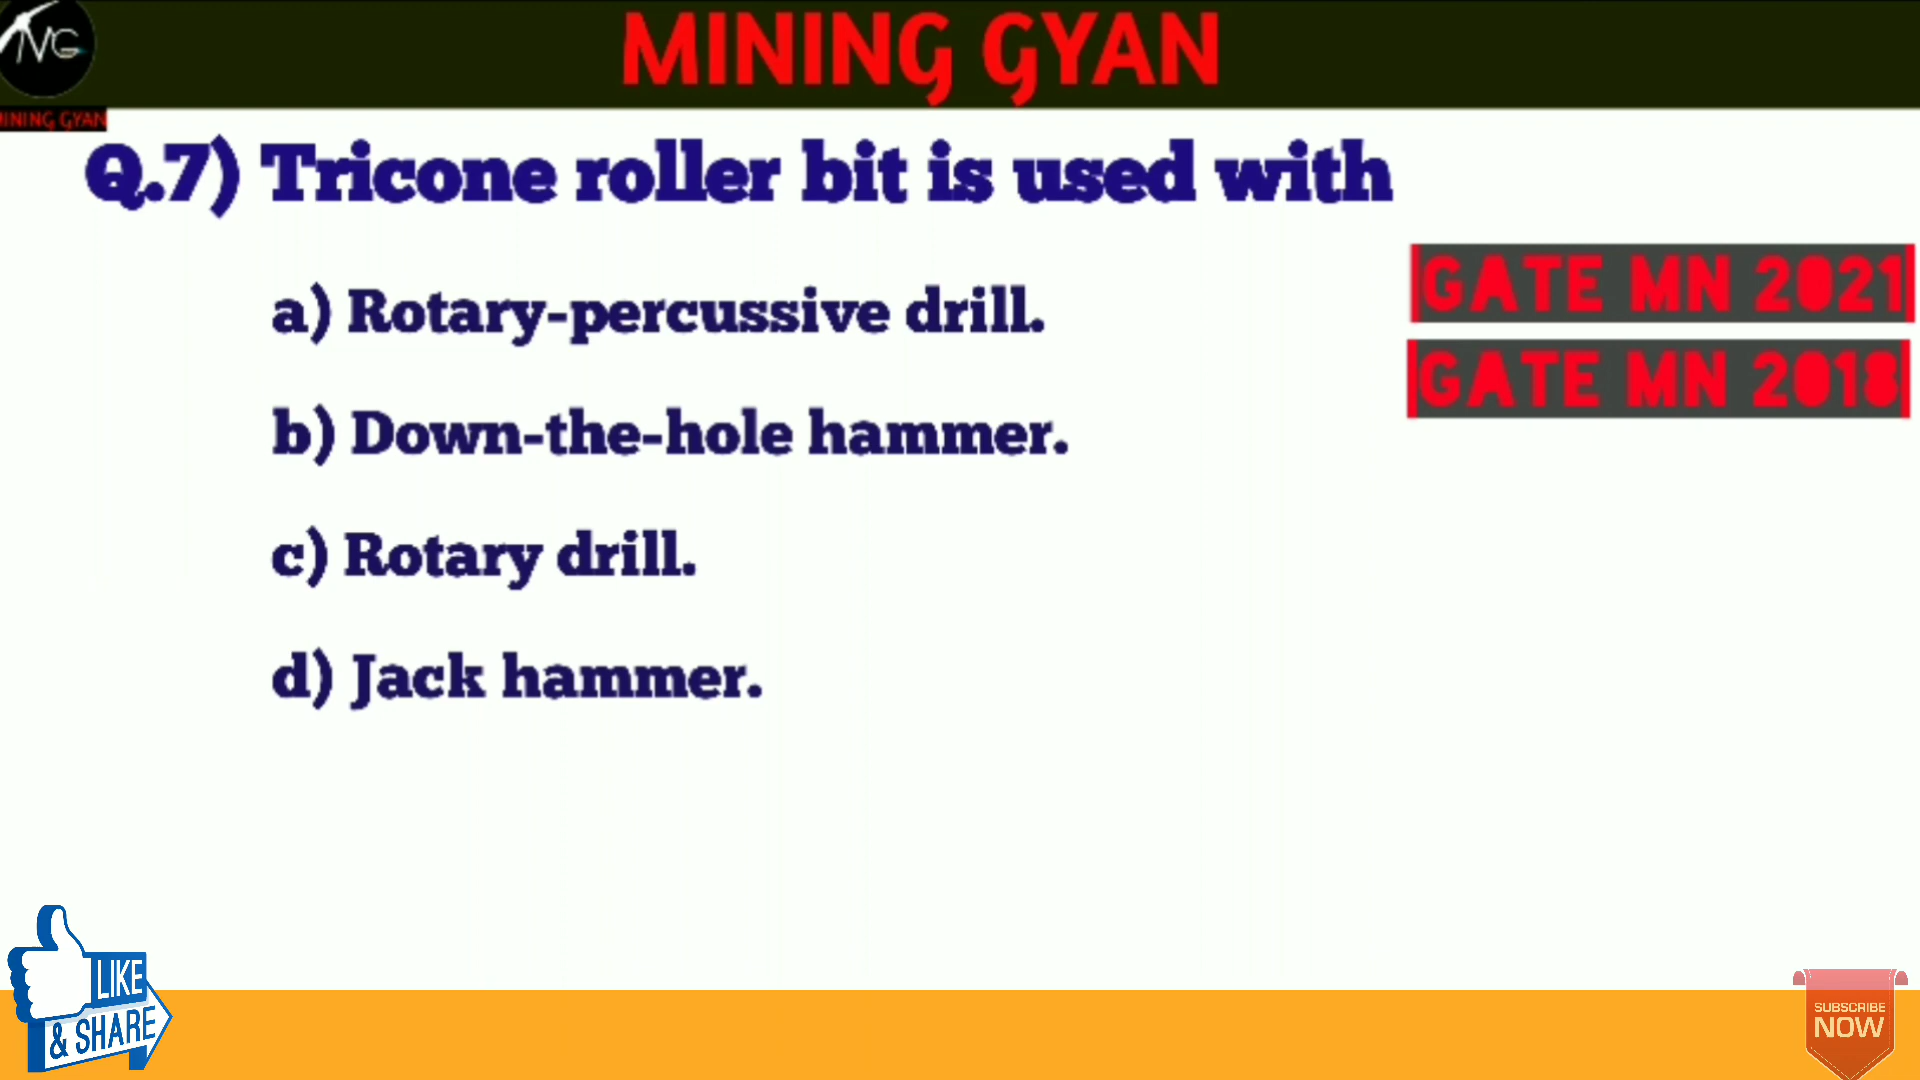 MG
MINING GYAN
MINING GYAN
Q.7) Tricone roller bit is used with
a) Rotary-percussive drill.
b) Down-the-hole hammer.
c) Rotary drill.
d) Jack hammer.
GATE MN 2021
GATE MN 2018
LIKE
& SHARE
SUBSCRIBE
NOW